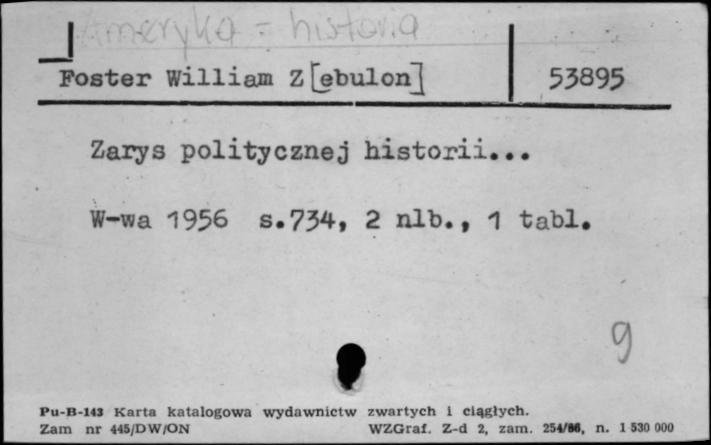 Ameryka = historia
Foster William Z[ebulon] 53895
Zarys politycznej historii...
W-wa 1956 s.734, 2 nlb., 1 tabl.
9
Pu-B-143 Karta katalogowa wydawnictw zwartych i ciągłych.
Zam nr 445/DW/ON WZGraf. Z-d 2, zam. 254/86, n. 1 530 000